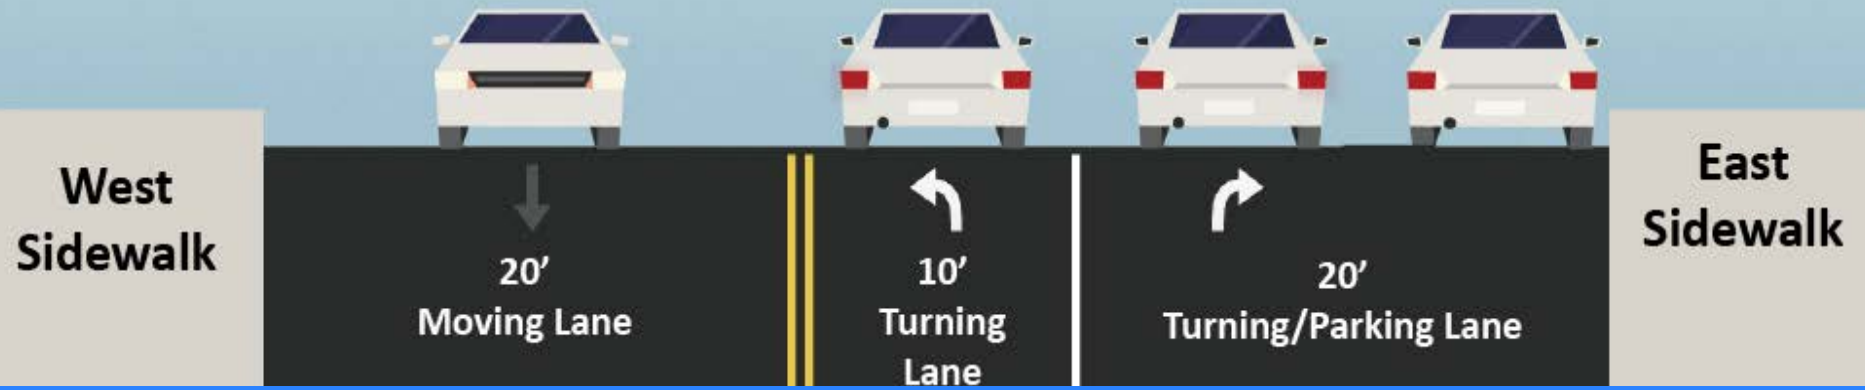 West
Sidewalk
20’
Moving Lane
10’
Turning
Lane
20’
Turning/Parking Lane
East
Sidewalk